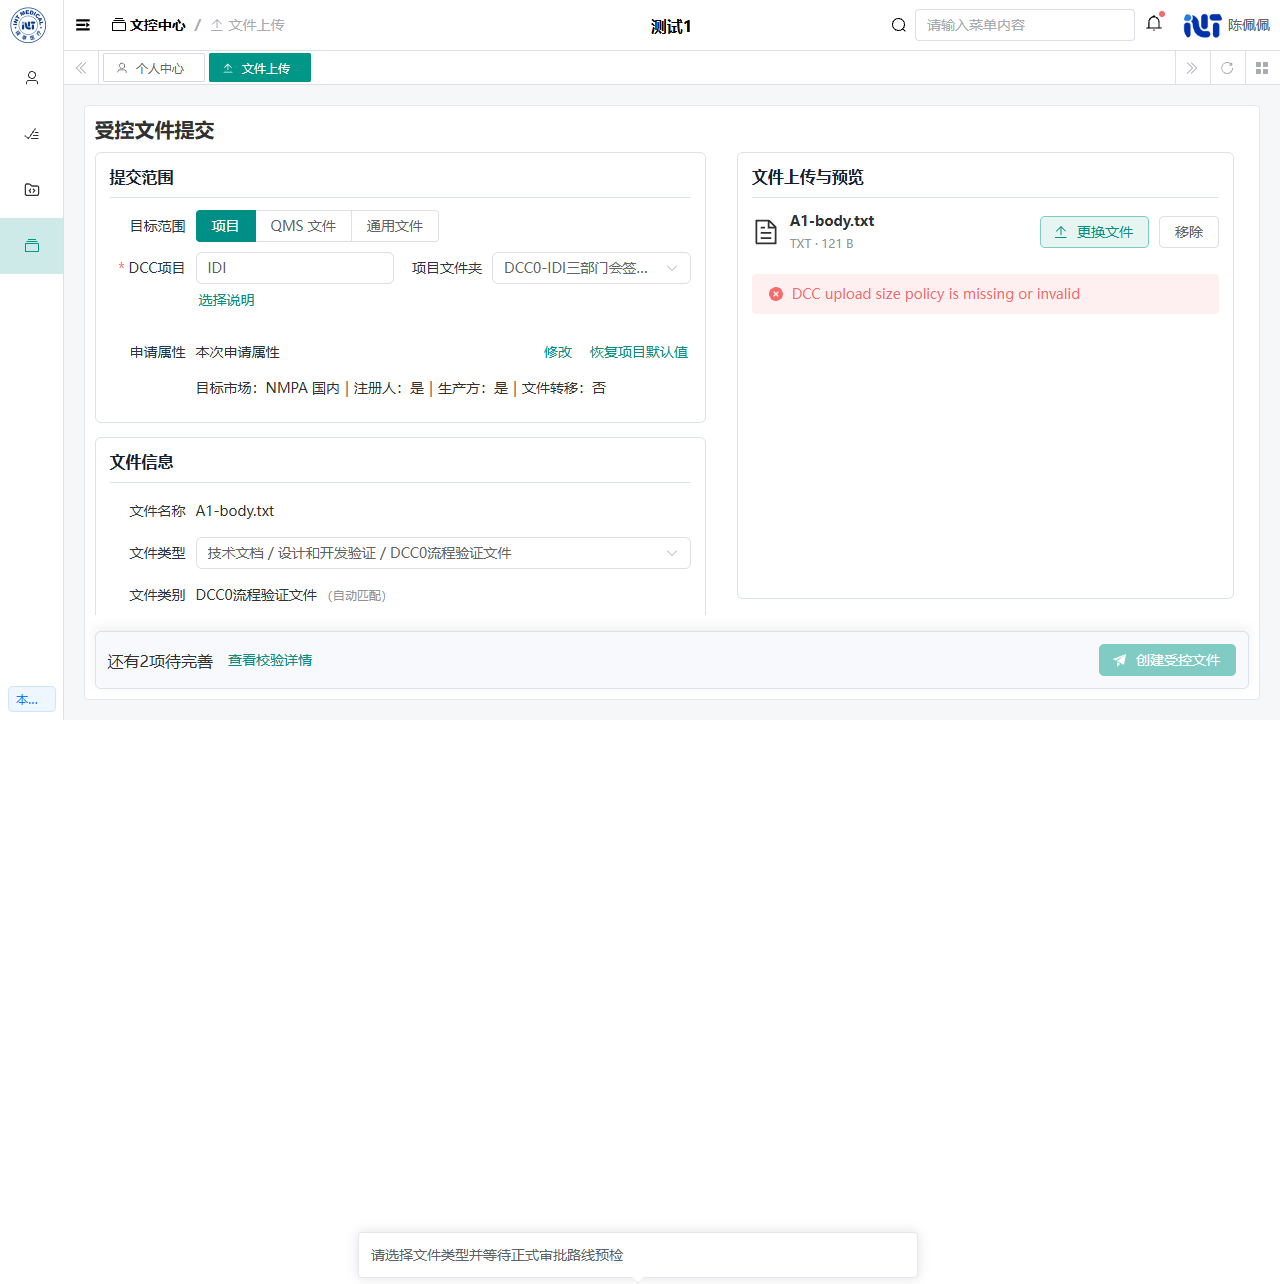 INT MEDICAL
文控中心 / 文件上传
测试1
请输入菜单内容
陈佩佩
个人中心
文件上传
受控文件提交
提交范围
目标范围 项目 QMS 文件 通用文件
* DCC项目 IDI 项目文件夹 DCC0-IDI三部门会签...
选择说明
申请属性 本次申请属性 修改 恢复项目默认值
目标市场：NMPA 国内 | 注册人：是 | 生产方：是 | 文件转移：否
文件信息
文件名称 A1-body.txt
文件类型 技术文档 / 设计和开发验证 / DCC0流程验证文件
文件类别 DCC0流程验证文件 （自动匹配）
文件上传与预览
A1-body.txt
TXT · 121 B
更换文件 移除
DCC upload size policy is missing or invalid
本...
还有2项待完善 查看校验详情 创建受控文件
请选择文件类型并等待正式审批路线预检